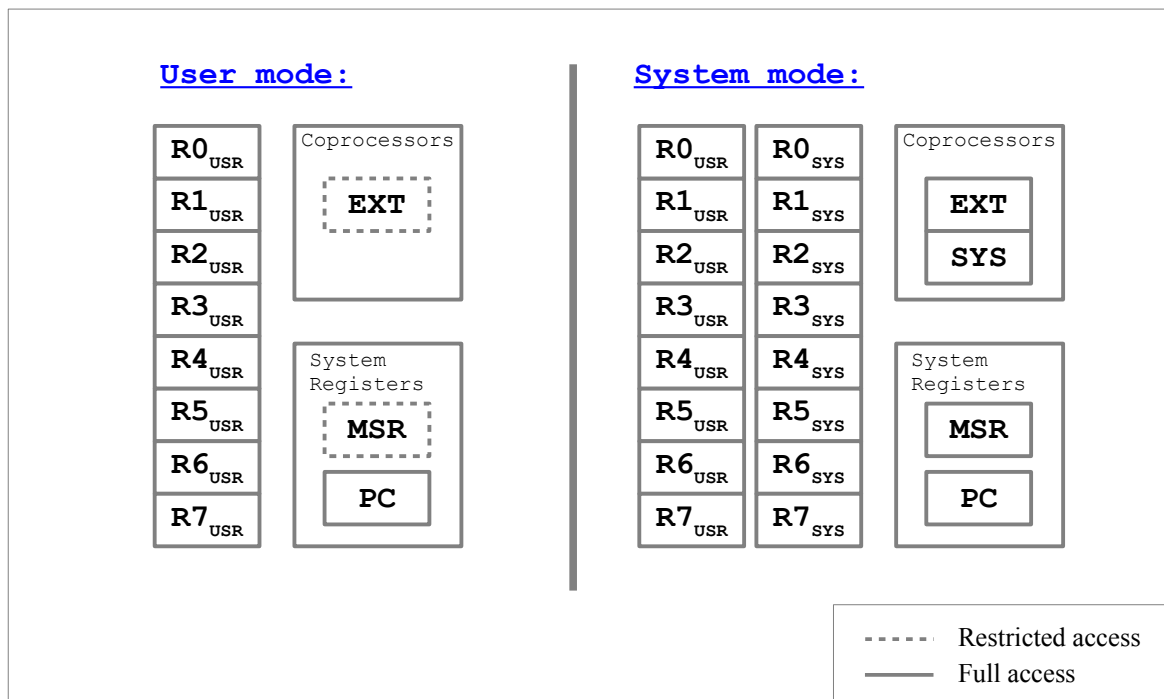 User mode:
R0USR
R1USR
R2USR
R3USR
R4USR
R5USR
R6USR
R7USR
Coprocessors
EXT
System
Registers
MSR
PC
System mode:
R0USR
R1USR
R2USR
R3USR
R4USR
R5USR
R6USR
R7USR
R0SYS
R1SYS
R2SYS
R3SYS
R4SYS
R5SYS
R6SYS
R7SYS
Coprocessors
EXT
SYS
System
Registers
MSR
PC
Restricted access
Full access